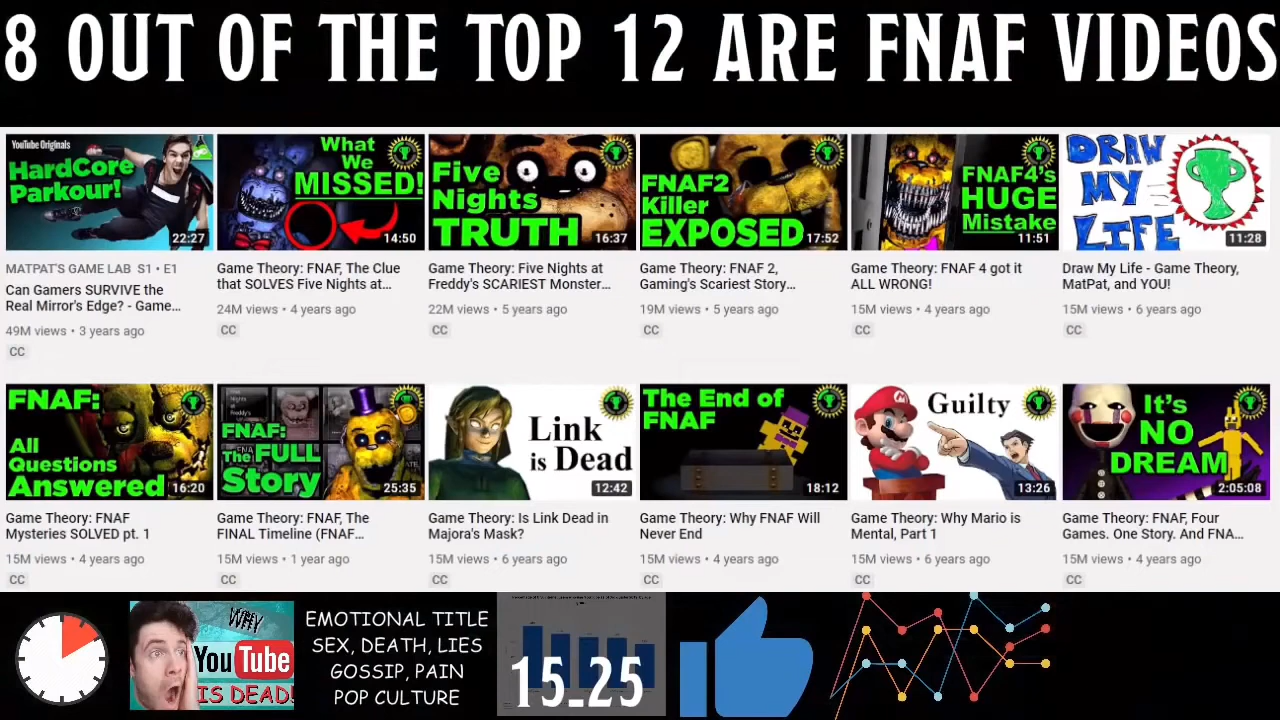 8 OUT OF THE TOP 12 ARE FNAF VIDEOS
YouTube Originals
HardCore
Parkour!
22:27
What
We
MISSED!
14:50
Five
Nights
TRUTH
16:37
FNAF2
Killer
EXPOSED
17:52
FNAF4's
HUGE
Mistake
11:51
DRAW
MY
LIFE
11:28
MATPAT'S GAME LAB S1 • E1
Can Gamers SURVIVE the
Real Mirror's Edge? - Game…
49M views • 3 years ago
CC
Game Theory: FNAF, The Clue
that SOLVES Five Nights at…
24M views • 4 years ago
CC
Game Theory: Five Nights at
Freddy's SCARIEST Monster…
22M views • 5 years ago
CC
Game Theory: FNAF 2,
Gaming's Scariest Story…
19M views • 5 years ago
CC
Game Theory: FNAF 4 got it
ALL WRONG!
15M views • 4 years ago
CC
Draw My Life - Game Theory,
MatPat, and YOU!
15M views • 6 years ago
CC
FNAF:
All
Questions
Answered
16:20
FNAF:
The FULL
Story
25:35
Link
is Dead
12:42
The End of
FNAF
18:12
Guilty
13:26
It's
NO
DREAM
2:05:08
Game Theory: FNAF
Mysteries SOLVED pt. 1
15M views • 4 years ago
CC
Game Theory: FNAF, The
FINAL Timeline (FNAF…
15M views • 1 year ago
CC
Game Theory: Is Link Dead in
Majora's Mask?
15M views • 6 years ago
CC
Game Theory: Why FNAF Will
Never End
15M views • 4 years ago
CC
Game Theory: Why Mario is
Mental, Part 1
15M views • 6 years ago
CC
Game Theory: FNAF, Four
Games. One Story. And FNA…
15M views • 4 years ago
CC
WHY
YouTube
IS DEAD!
EMOTIONAL TITLE
SEX, DEATH, LIES
GOSSIP, PAIN
POP CULTURE
15_25